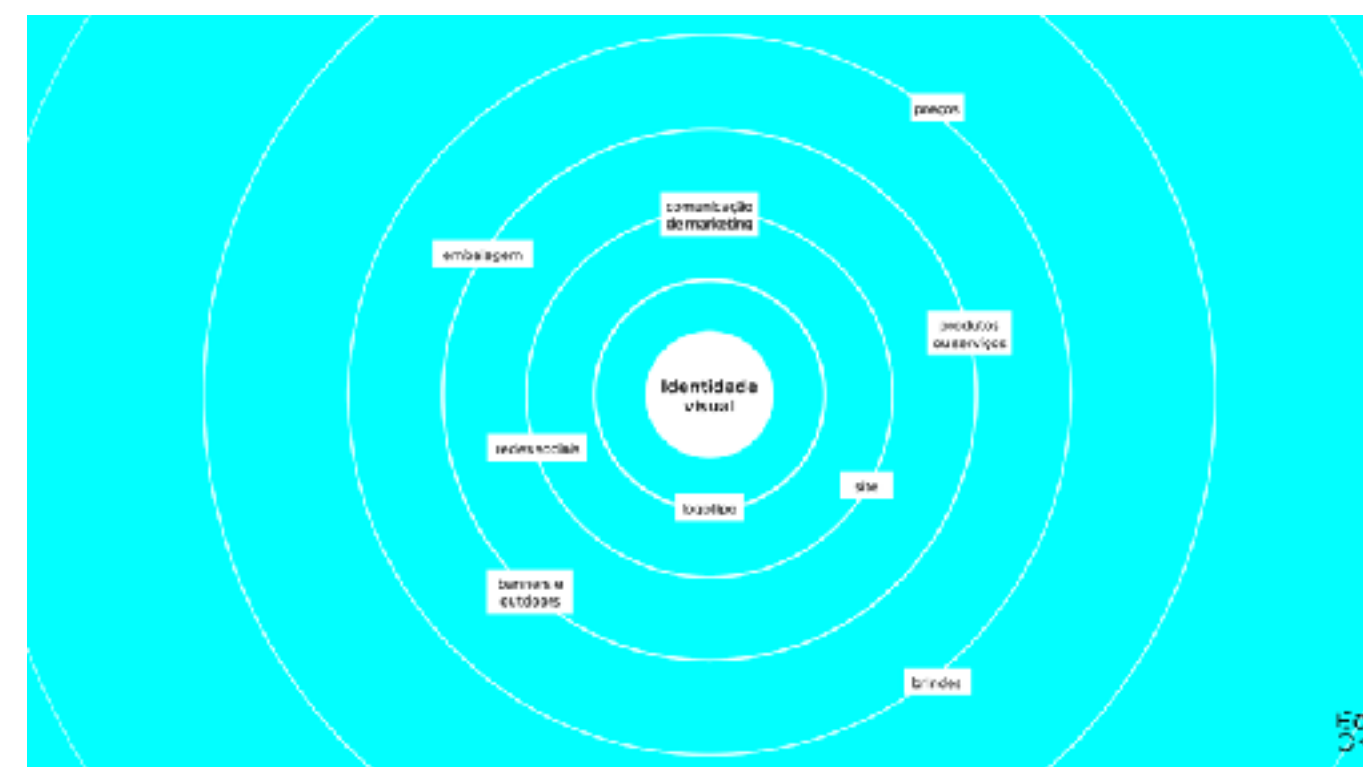 preços
comunicação
de marketing
embalagem
produtos
ou serviços
Identidade
visual
redes sociais
site
logotipo
banners e
outdoors
brindes